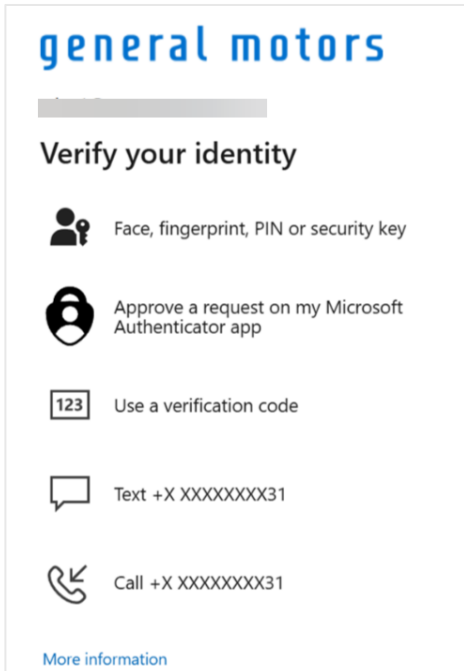 general motors
Verify your identity
Face, fingerprint, PIN or security key
Approve a request on my Microsoft
Authenticator app
123
Use a verification code
Text +X XXXXXXXX31
Call +X XXXXXXXX31
More information